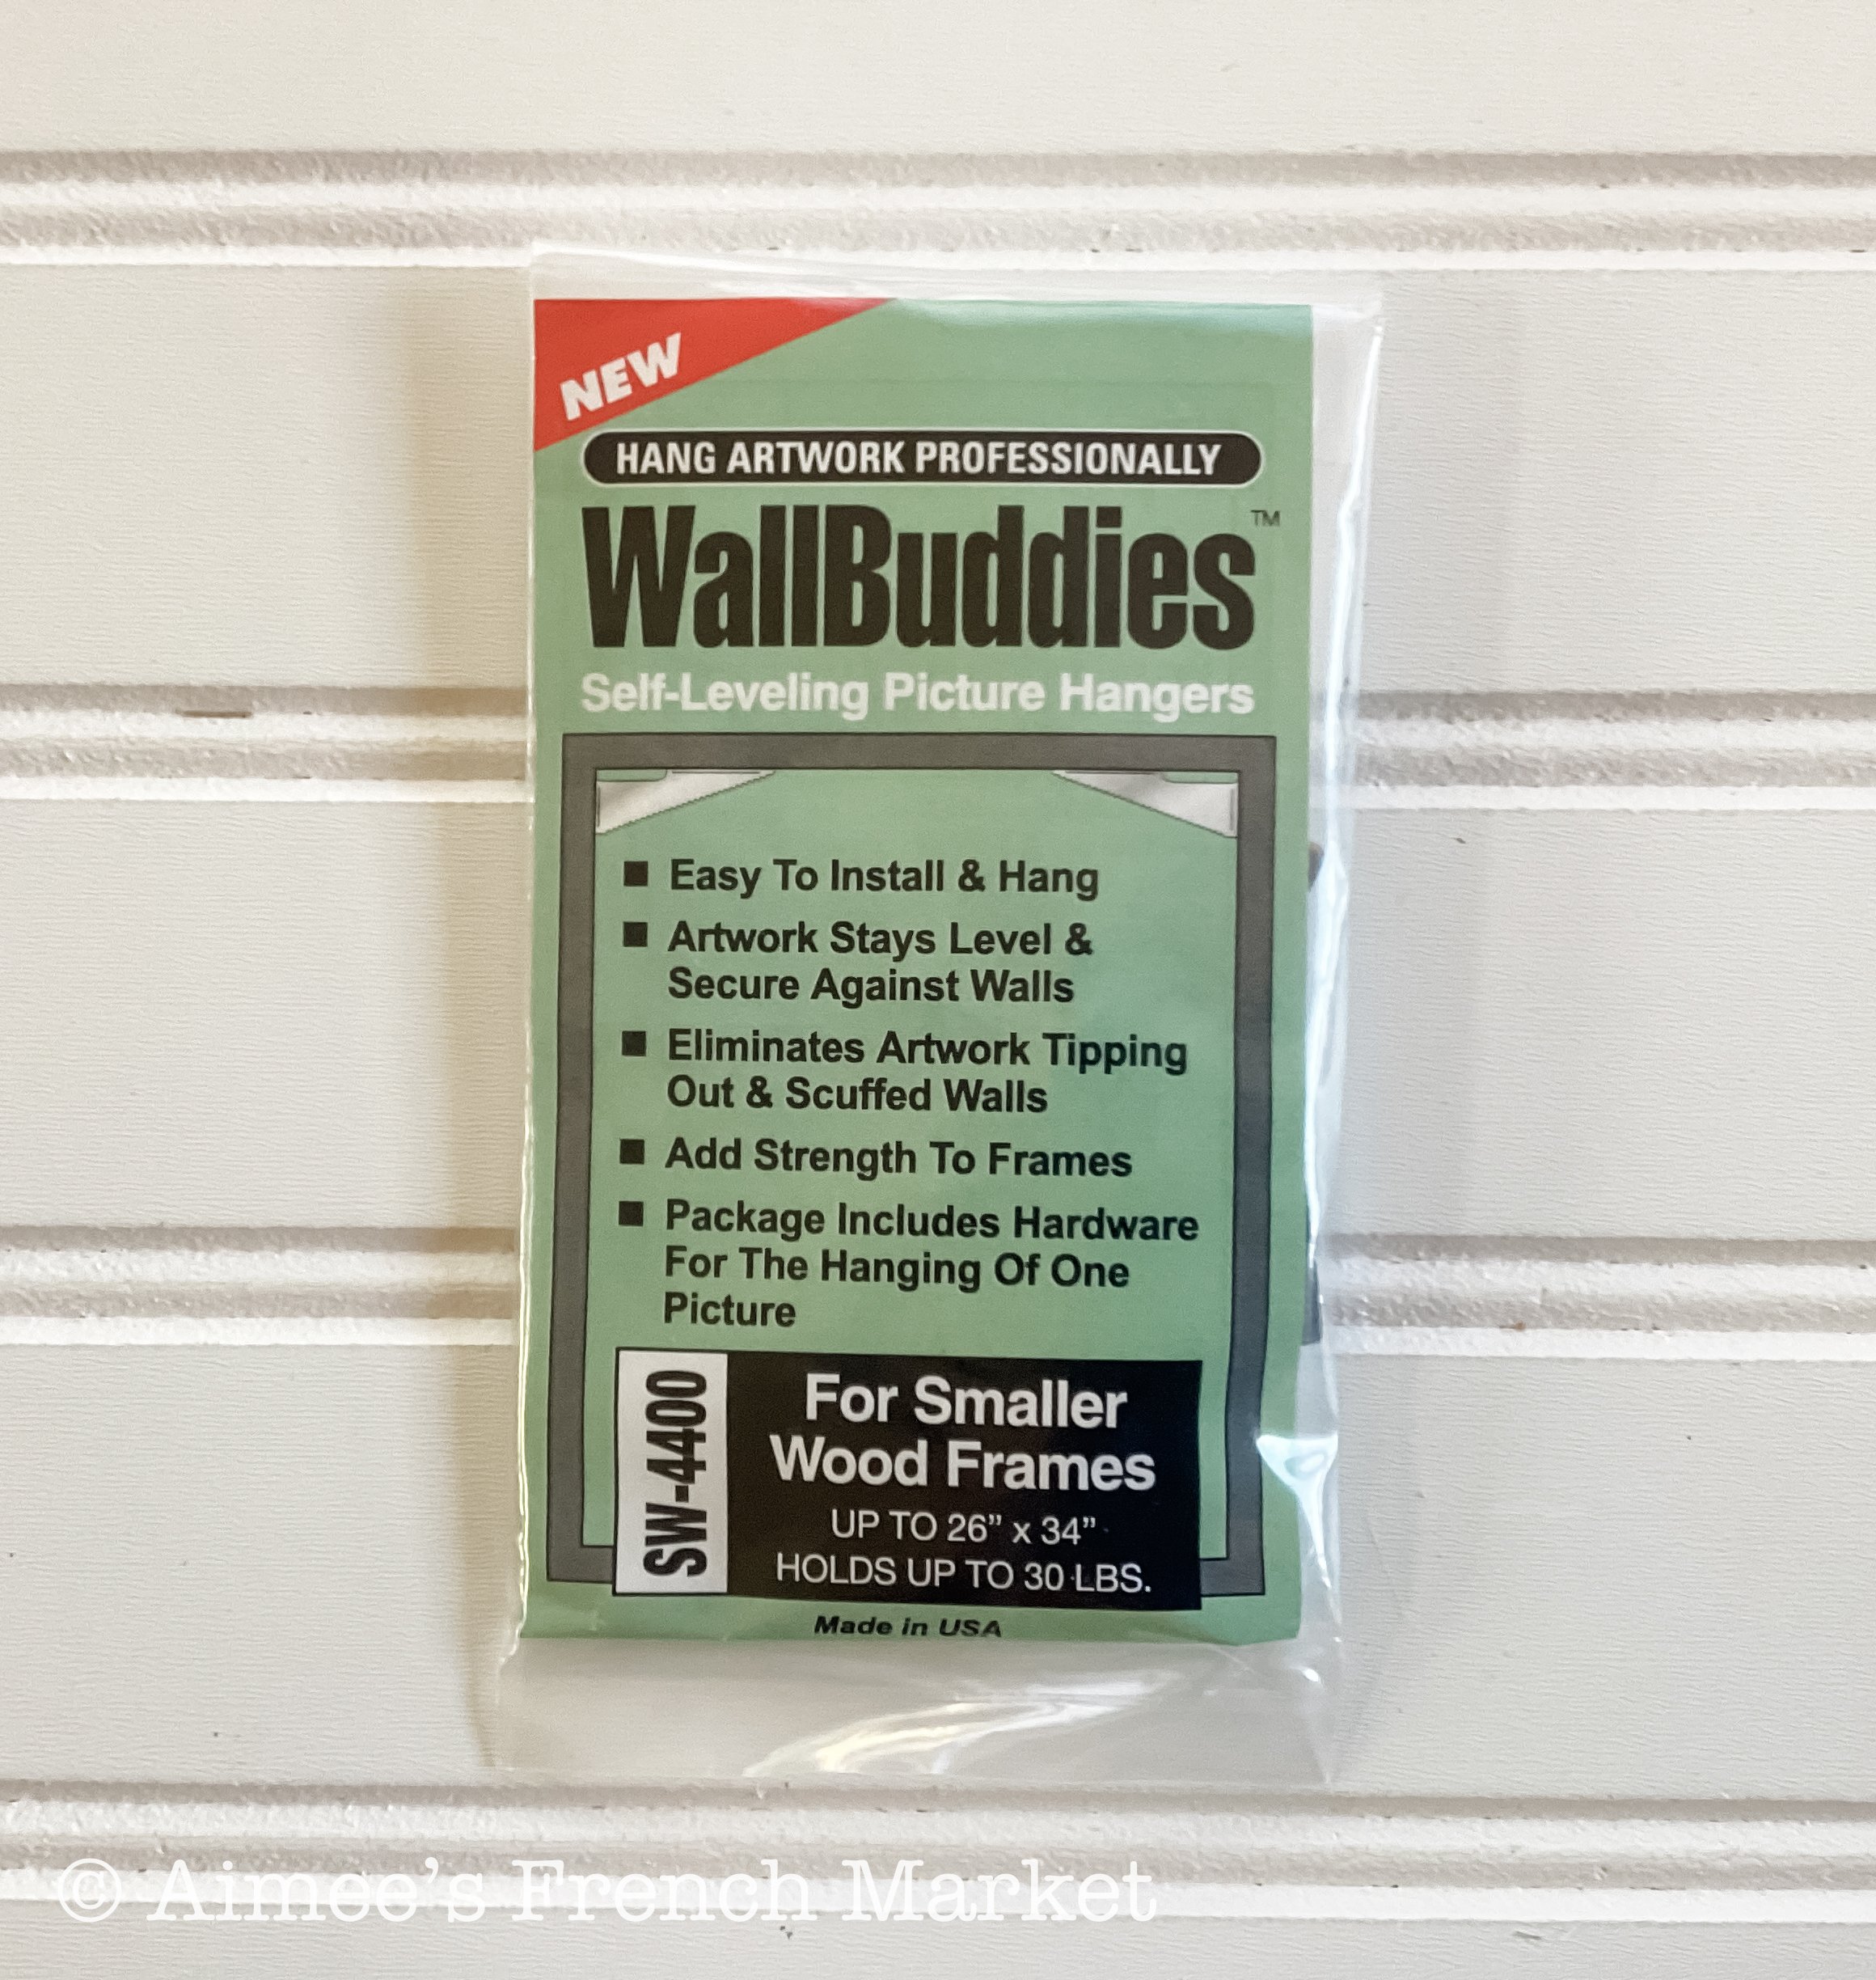 NEW
HANG ARTWORK PROFESSIONALLY
WallBuddies™
Self-Leveling Picture Hangers
■ Easy To Install & Hang
■ Artwork Stays Level &
Secure Against Walls
■ Eliminates Artwork Tipping
Out & Scuffed Walls
■ Add Strength To Frames
■ Package Includes Hardware
For The Hanging Of One
Picture
SW-4400
For Smaller
Wood Frames
UP TO 26” x 34”
HOLDS UP TO 30 LBS.
Made in USA
© Aimee’s French Market